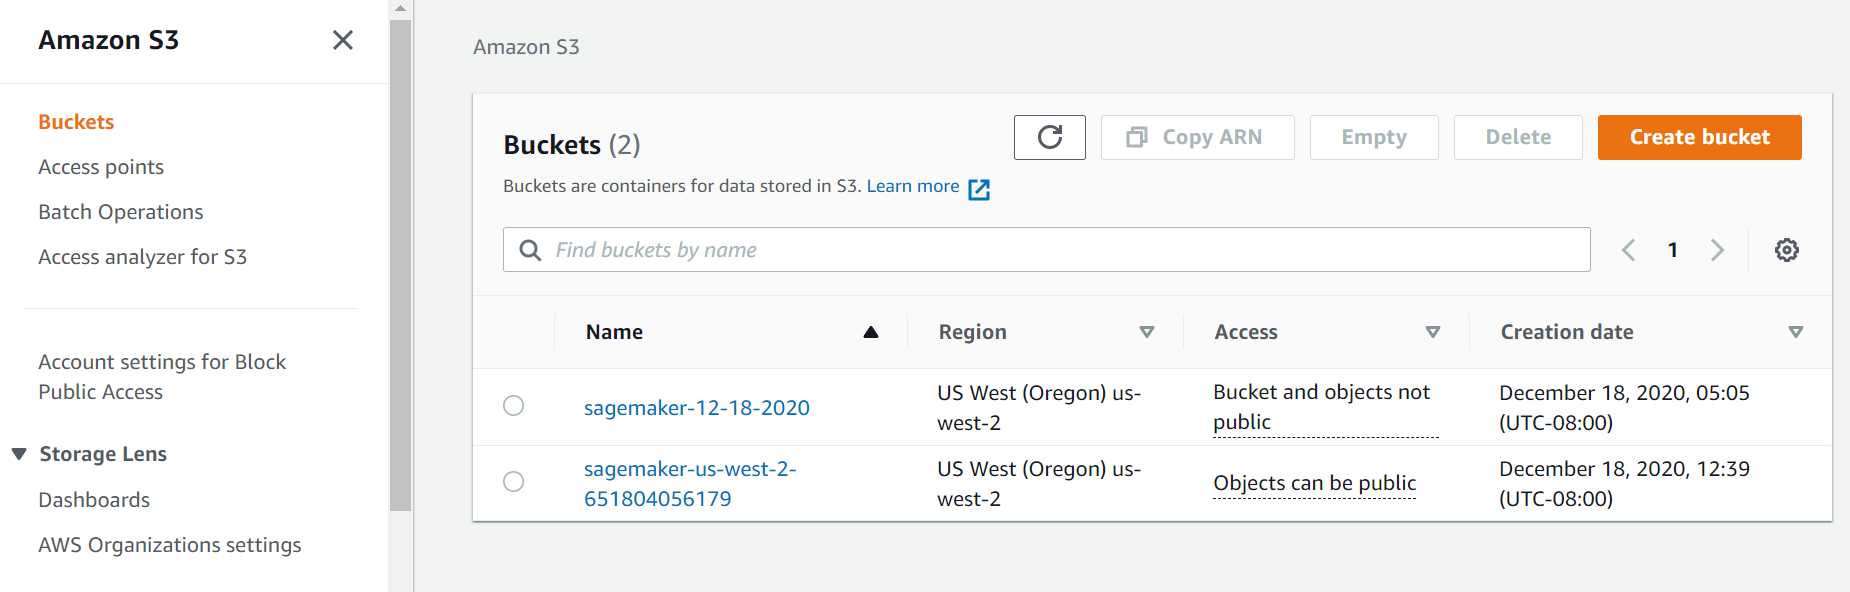 Amazon S3
Buckets
Access points
Batch Operations
Access analyzer for S3
Account settings for Block
Public Access
Storage Lens
Dashboards
AWS Organizations settings
Amazon S3
Buckets (2)
Copy ARN
Empty
Delete
Create bucket
Buckets are containers for data stored in S3. Learn more
Find buckets by name
1
Name
Region
Access
Creation date
sagemaker-12-18-2020
US West (Oregon) us-
west-2
Bucket and objects not
public
December 18, 2020, 05:05
(UTC-08:00)
sagemaker-us-west-2-
651804056179
US West (Oregon) us-
west-2
Objects can be public
December 18, 2020, 12:39
(UTC-08:00)